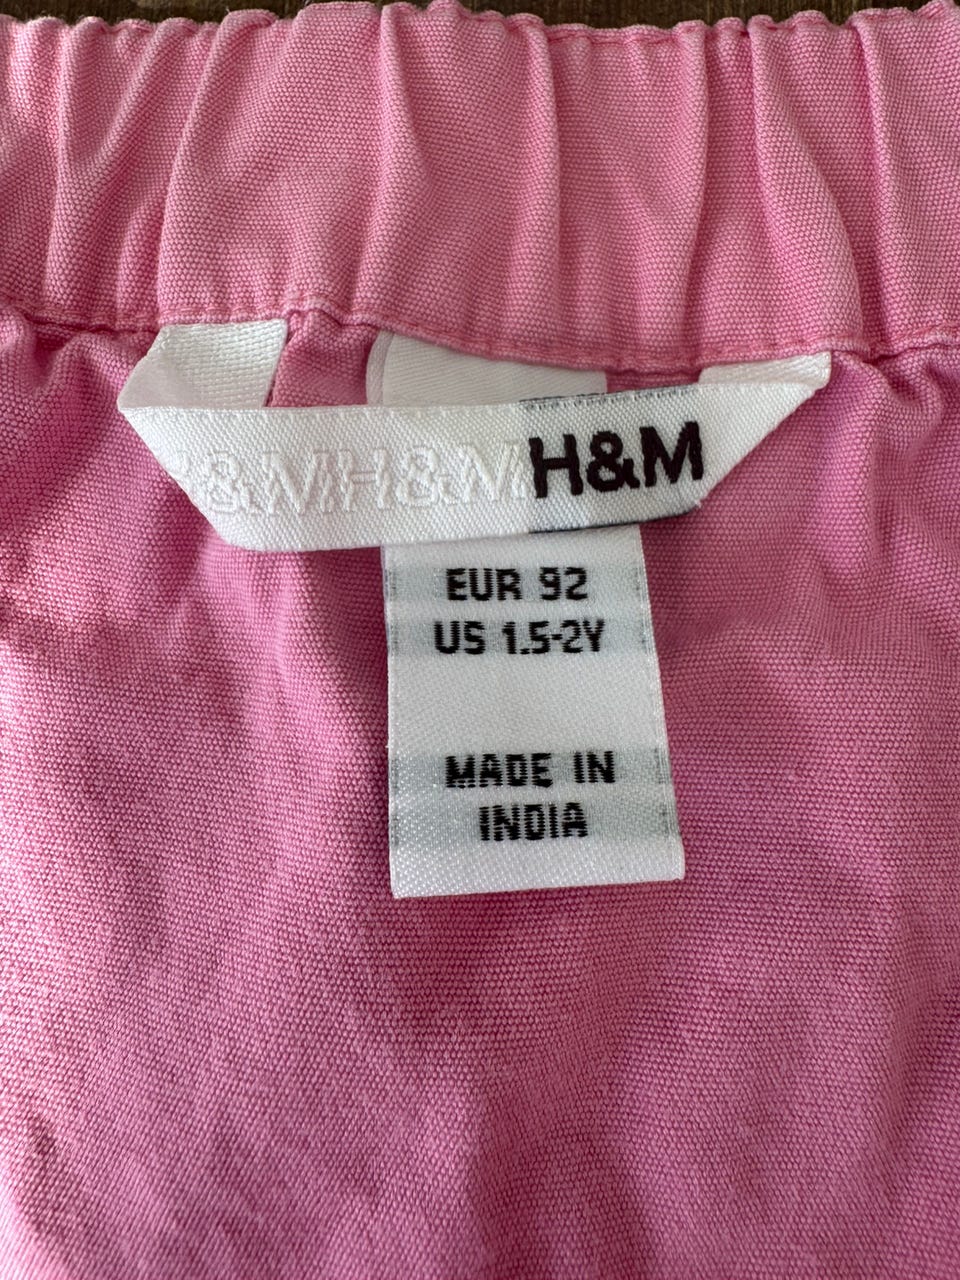 &M H&M H&M
EUR 92
US 1.5-2Y
MADE IN
INDIA